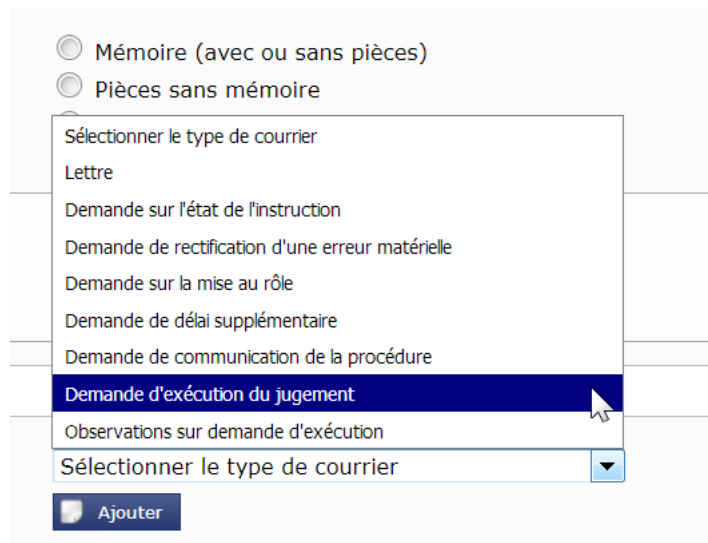 Mémoire (avec ou sans pièces)
Pièces sans mémoire
Sélectionner le type de courrier
Lettre
Demande sur l'état de l'instruction
Demande de rectification d'une erreur matérielle
Demande sur la mise au rôle
Demande de délai supplémentaire
Demande de communication de la procédure
Demande d'exécution du jugement
Observations sur demande d'exécution
Sélectionner le type de courrier
Ajouter